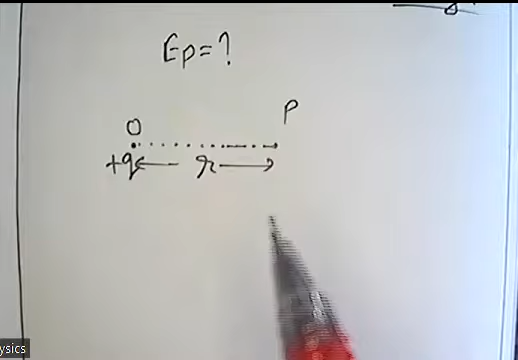 Ep=?
P
O
+q r
ysics